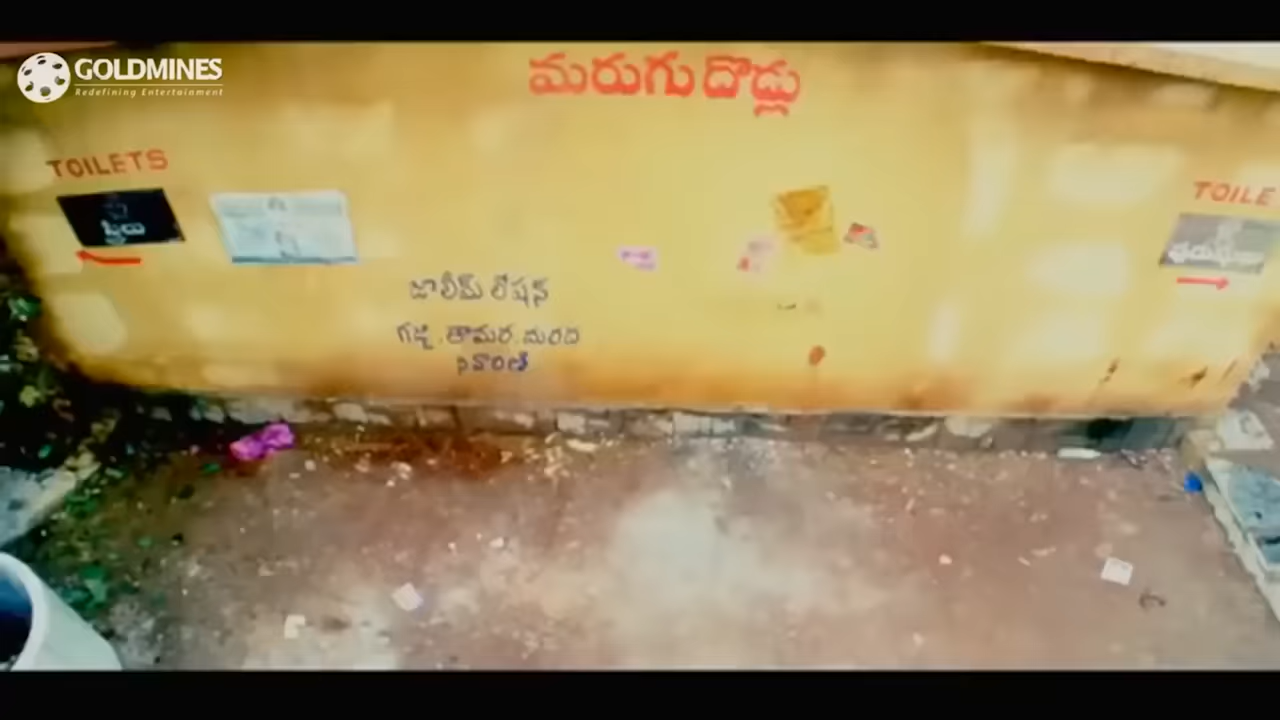 GOLDMINES
Redefining Entertainment
మరుగు దొడ్లు
TOILETS
స్త్రీలు
TOILE
పురుషులు
జాలిమ్ లోషన్
గజ్జి, తామర, దురద
నివారిణి